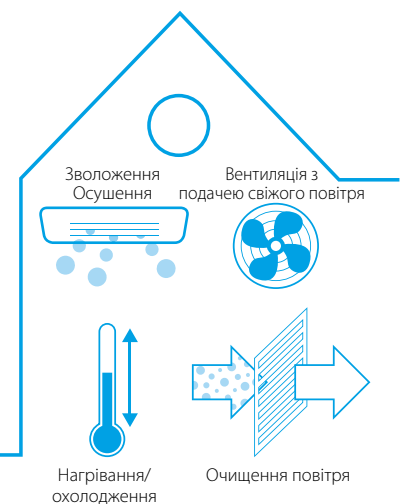 Зволоження
Осушення
Вентиляція з
подачею свіжого повітря
Нагрівання/
охолодження
Очищення повітря